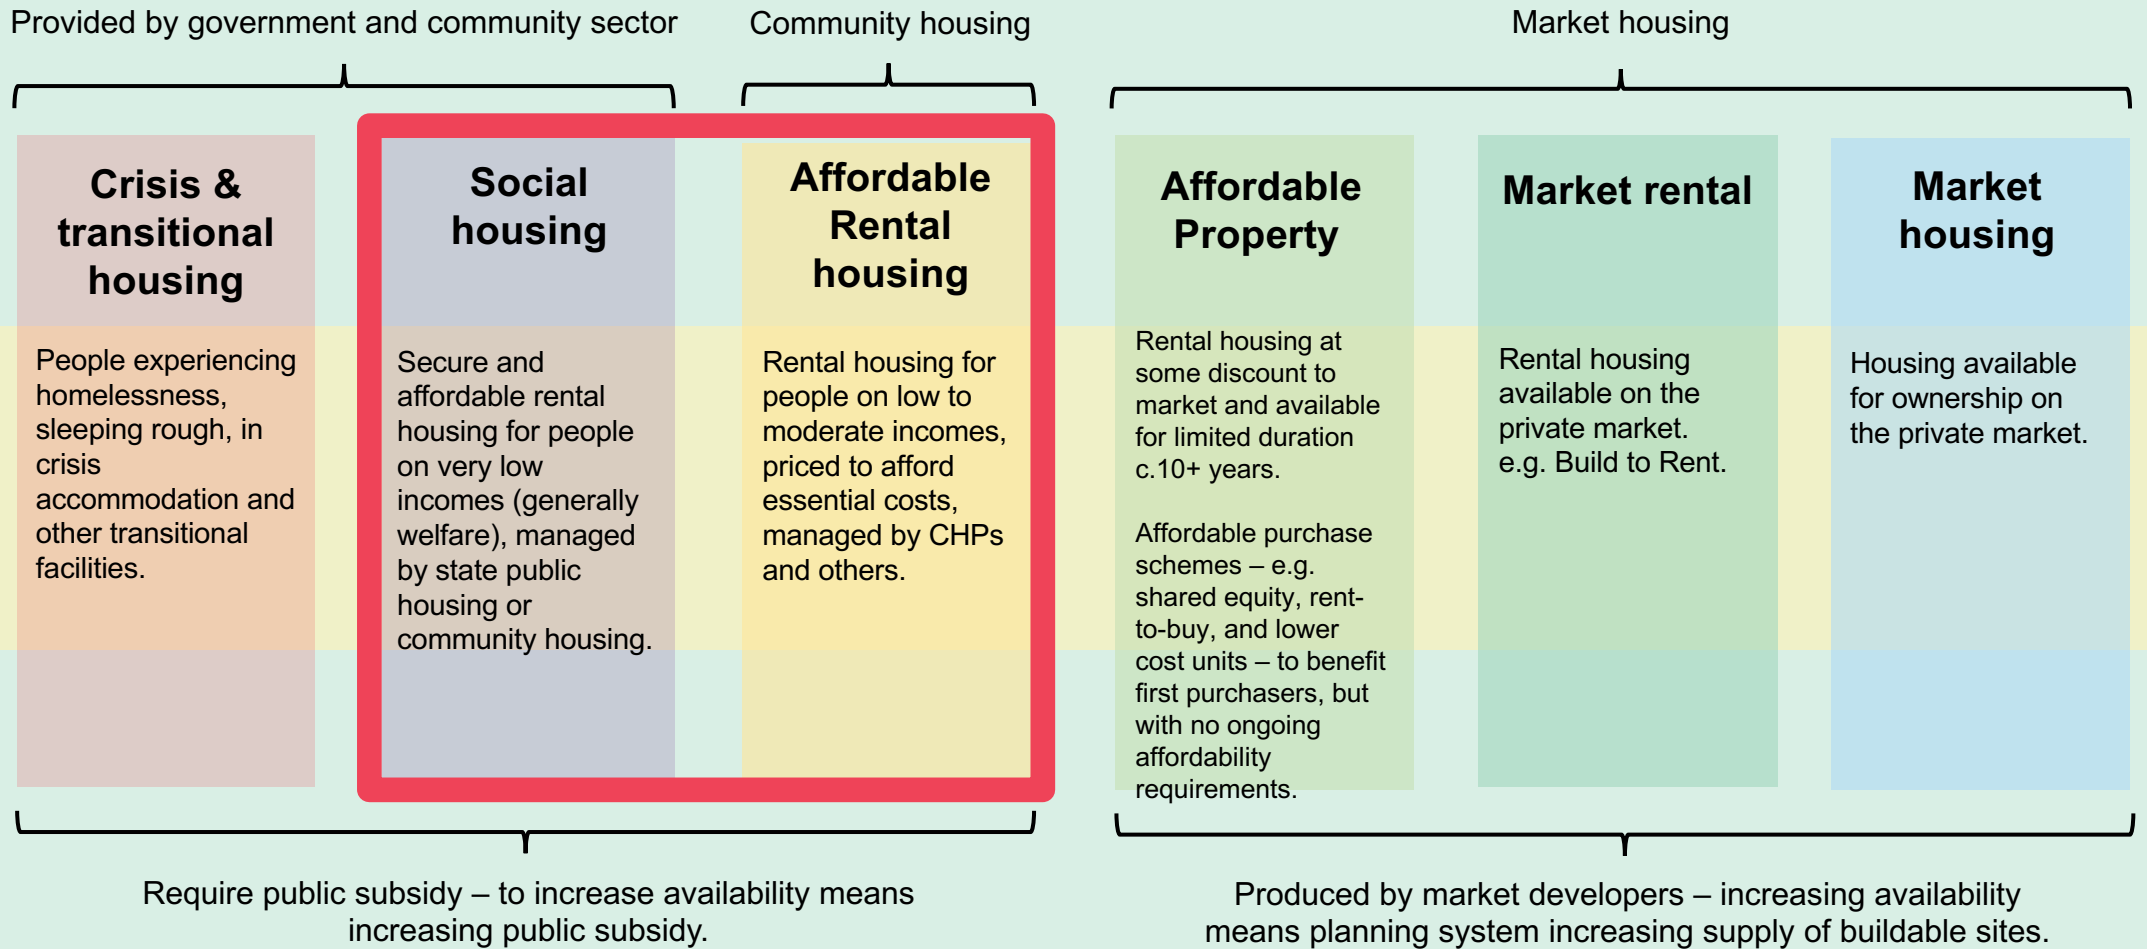 Provided by government and community sector
Community housing
Market housing
Crisis &
transitional
housing
People experiencing
homelessness,
sleeping rough, in
crisis
accommodation and
other transitional
facilities.
Social
housing
Secure and
affordable rental
housing for people
on very low
incomes (generally
welfare), managed
by state public
housing or
community housing.
Affordable
Rental
housing
Rental housing for
people on low to
moderate incomes,
priced to afford
essential costs,
managed by CHPs
and others.
Affordable
Property
Rental housing at
some discount to
market and available
for limited duration
c.10+ years.
Affordable purchase
schemes – e.g.
shared equity, rent-
to-buy, and lower
cost units – to benefit
first purchasers, but
with no ongoing
affordability
requirements.
Market rental
Rental housing
available on the
private market.
e.g. Build to Rent.
Market
housing
Housing available
for ownership on
the private market.
Require public subsidy – to increase availability means
increasing public subsidy.
Produced by market developers – increasing availability
means planning system increasing supply of buildable sites.